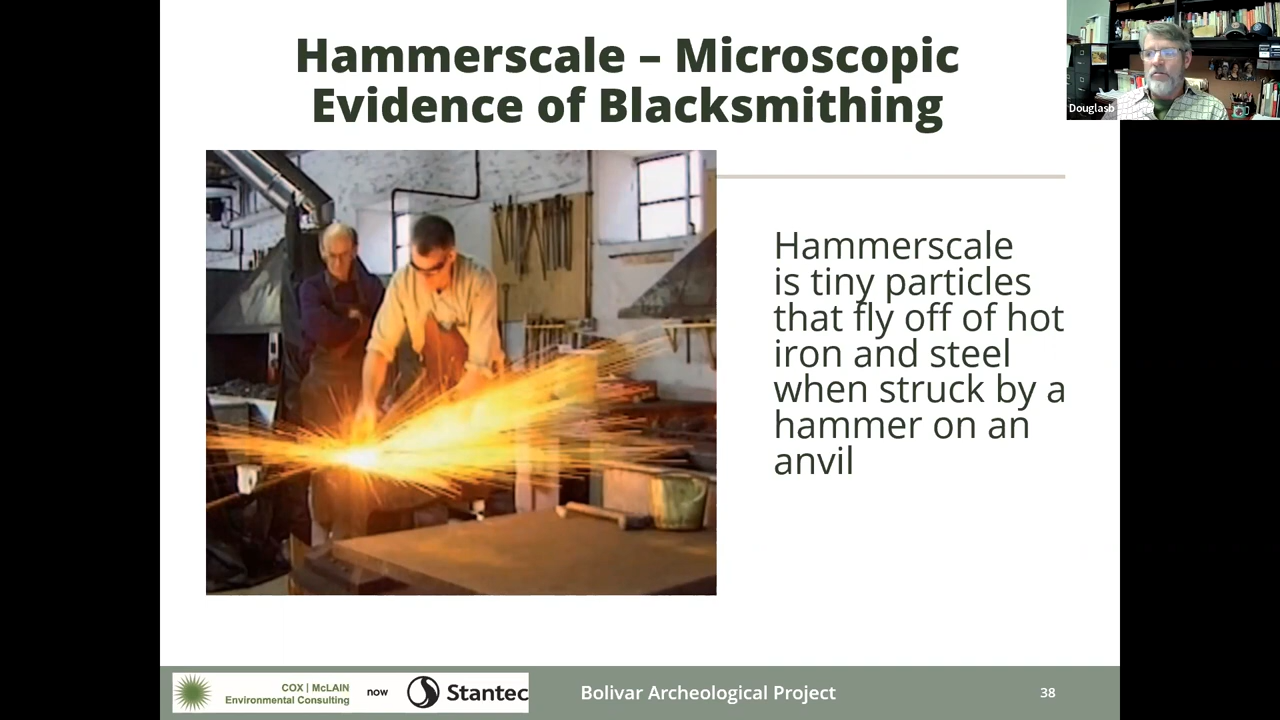 Hammerscale – Microscopic
Evidence of Blacksmithing
Douglasb
Hammerscale
is tiny particles
that fly off of hot
iron and steel
when struck by a
hammer on an
anvil
COX | McLAIN
Environmental Consulting
now
Stantec
Bolivar Archeological Project
38